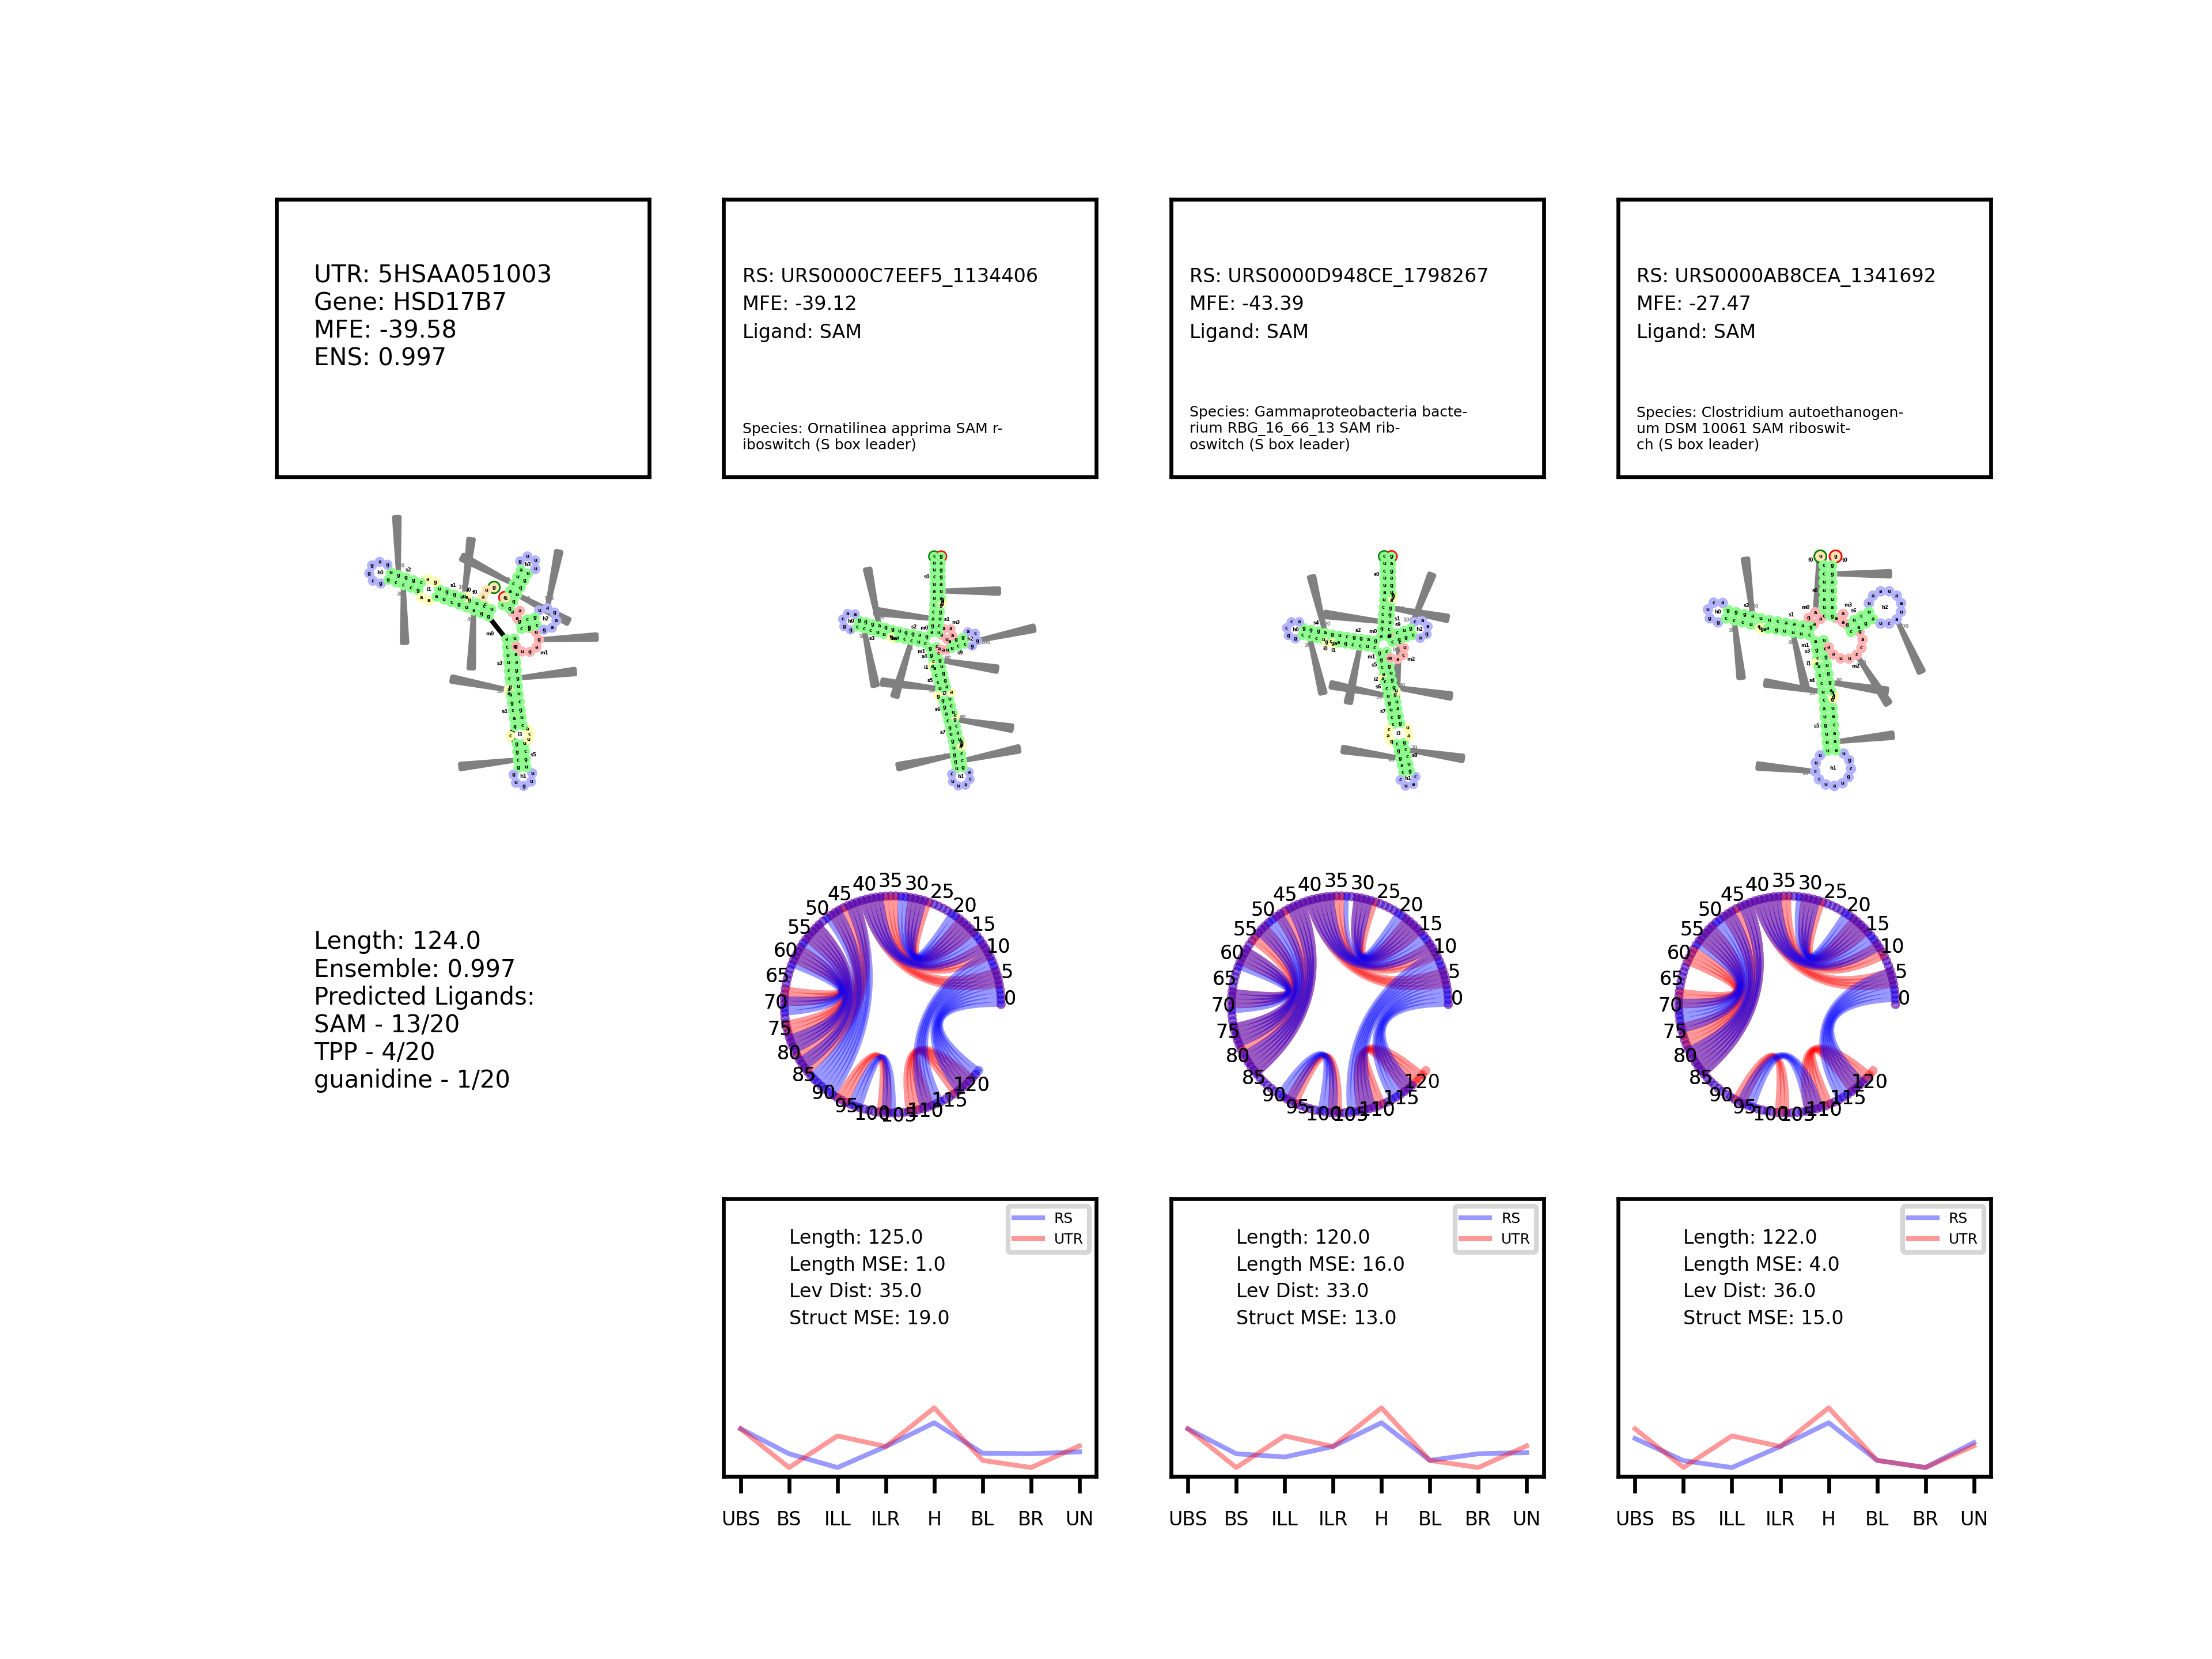 UTR: 5HSAA051003
Gene: HSD17B7
MFE: -39.58
ENS: 0.997
RS: URS0000C7EEF5_1134406
MFE: -39.12
Ligand: SAM
Species: Ornatilinea apprima SAM r-
iboswitch (S box leader)
RS: URS0000D948CE_1798267
MFE: -43.39
Ligand: SAM
Species: Gammaproteobacteria bacte-
rium RBG_16_66_13 SAM rib-
oswitch (S box leader)
RS: URS0000AB8CEA_1341692
MFE: -27.47
Ligand: SAM
Species: Clostridium autoethanogen-
um DSM 10061 SAM riboswit-
ch (S box leader)
Length: 124.0
Ensemble: 0.997
Predicted Ligands:
SAM - 13/20
TPP - 4/20
guanidine - 1/20
0 5 10 15 20 25 30 35 40 45 50 55 60 65 70 75 80 85 90 95 100 105 110 115 120
0 5 10 15 20 25 30 35 40 45 50 55 60 65 70 75 80 85 90 95 100 105 110 115 120
0 5 10 15 20 25 30 35 40 45 50 55 60 65 70 75 80 85 90 95 100 105 110 115 120
RS
UTR
Length: 125.0
Length MSE: 1.0
Lev Dist: 35.0
Struct MSE: 19.0
UBS BS ILL ILR H BL BR UN
RS
UTR
Length: 120.0
Length MSE: 16.0
Lev Dist: 33.0
Struct MSE: 13.0
UBS BS ILL ILR H BL BR UN
RS
UTR
Length: 122.0
Length MSE: 4.0
Lev Dist: 36.0
Struct MSE: 15.0
UBS BS ILL ILR H BL BR UN